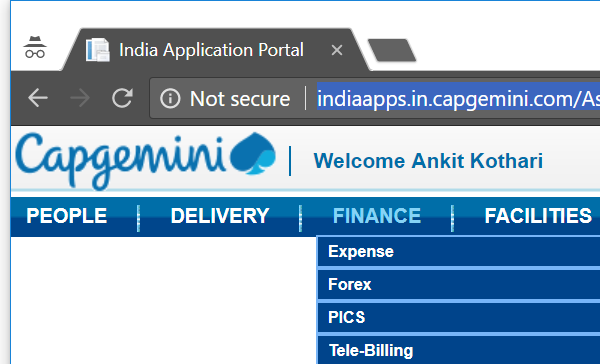 India Application Portal
Not secure indiaapps.in.capgemini.com/As
Capgemini Welcome Ankit Kothari
PEOPLE DELIVERY FINANCE FACILITIES
Expense
Forex
PICS
Tele-Billing